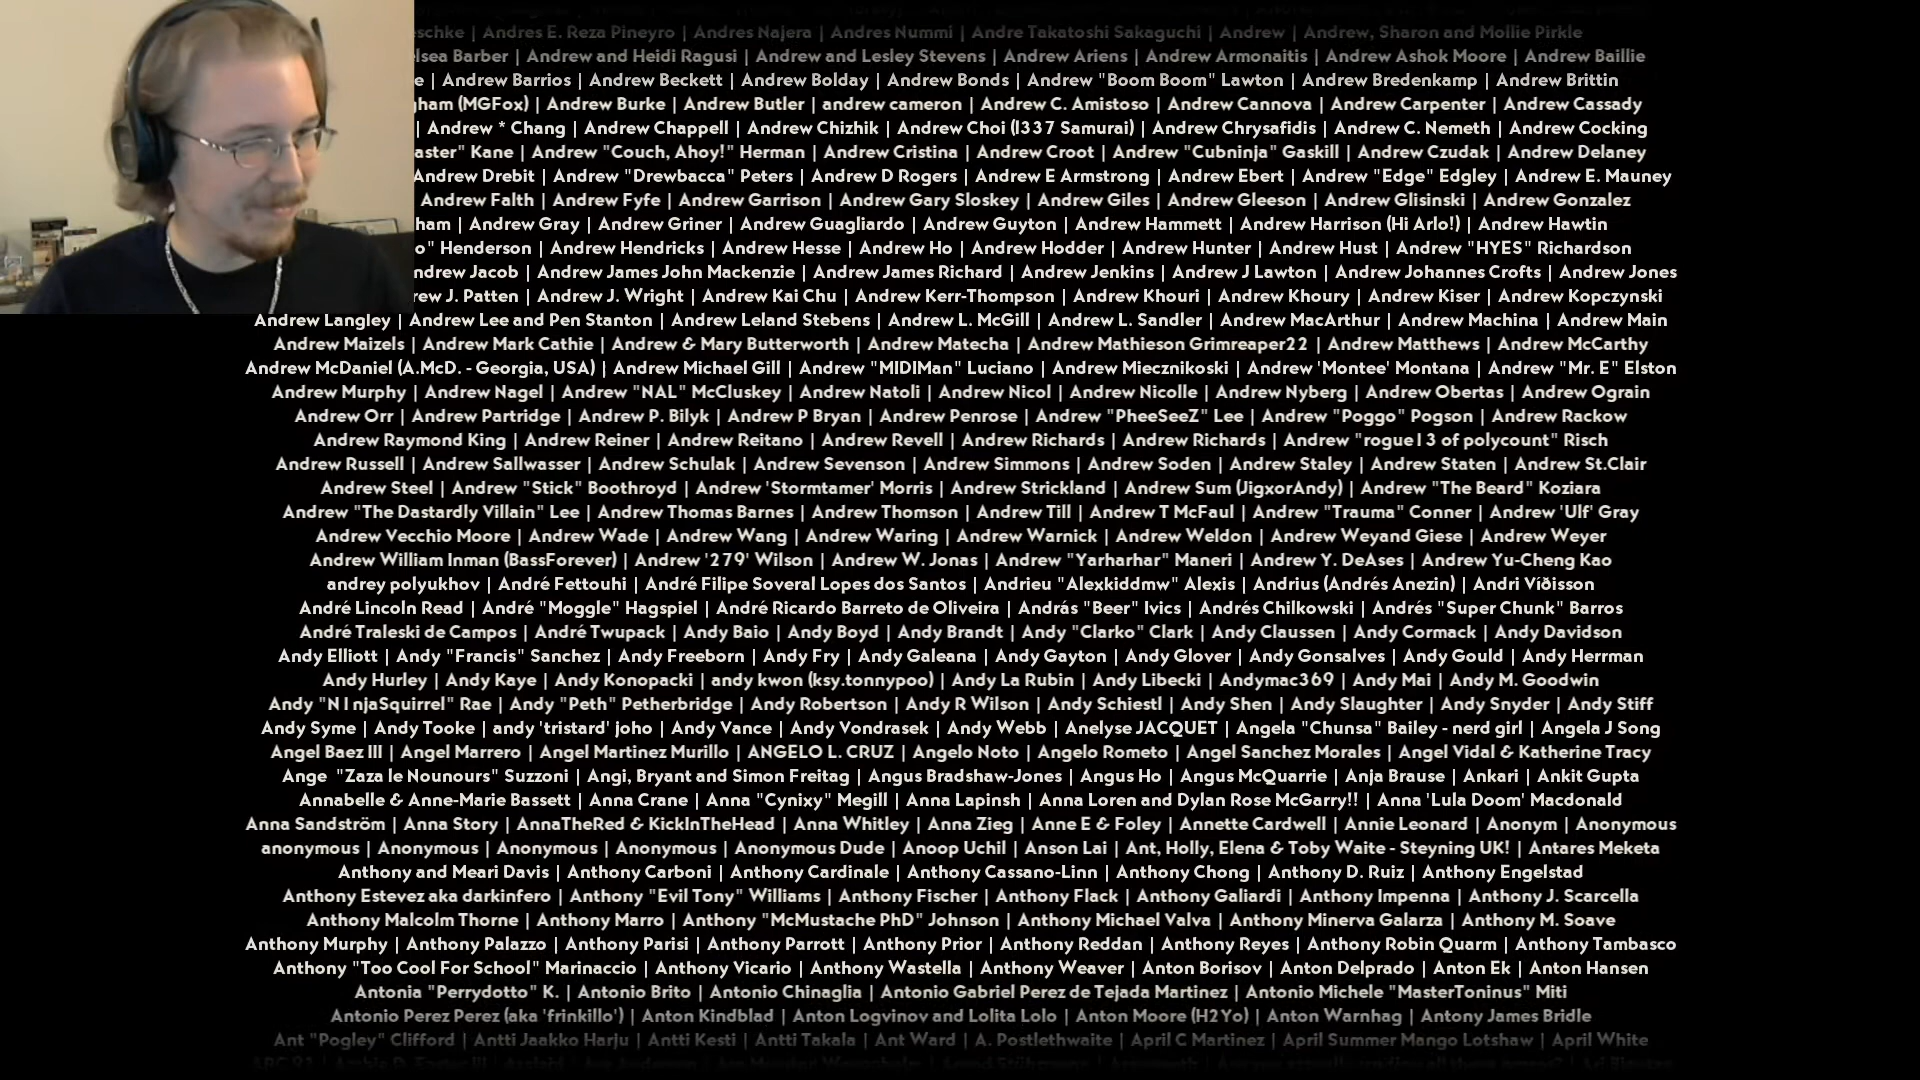 eschke | Andres E. Reza Pineyro | Andres Najera | Andres Nummi | Andre Takatoshi Sakaguchi | Andrew | Andrew, Sharon and Mollie Pirkle
lsea Barber | Andrew and Heidi Ragusi | Andrew and Lesley Stevens | Andrew Ariens | Andrew Armonaitis | Andrew Ashok Moore | Andrew Baillie
e | Andrew Barrios | Andrew Beckett | Andrew Bolday | Andrew Bonds | Andrew "Boom Boom" Lawton | Andrew Bredenkamp | Andrew Brittin
gham (MGFox) | Andrew Burke | Andrew Butler | andrew cameron | Andrew C. Amistoso | Andrew Cannova | Andrew Carpenter | Andrew Cassady
| Andrew * Chang | Andrew Chappell | Andrew Chizhik | Andrew Choi (1337 Samurai) | Andrew Chrysafidis | Andrew C. Nemeth | Andrew Cocking
aster" Kane | Andrew "Couch, Ahoy!" Herman | Andrew Cristina | Andrew Croot | Andrew "Cubninja" Gaskill | Andrew Czudak | Andrew Delaney
Andrew Drebit | Andrew "Drewbacca" Peters | Andrew D Rogers | Andrew E Armstrong | Andrew Ebert | Andrew "Edge" Edgley | Andrew E. Mauney
Andrew Falth | Andrew Fyfe | Andrew Garrison | Andrew Gary Sloskey | Andrew Giles | Andrew Gleeson | Andrew Glisinski | Andrew Gonzalez
ham | Andrew Gray | Andrew Griner | Andrew Guagliardo | Andrew Guyton | Andrew Hammett | Andrew Harrison (Hi Arlo!) | Andrew Hawtin
o" Henderson | Andrew Hendricks | Andrew Hesse | Andrew Ho | Andrew Hodder | Andrew Hunter | Andrew Hust | Andrew "HYES" Richardson
ndrew Jacob | Andrew James John Mackenzie | Andrew James Richard | Andrew Jenkins | Andrew J Lawton | Andrew Johannes Crofts | Andrew Jones
rew J. Patten | Andrew J. Wright | Andrew Kai Chu | Andrew Kerr-Thompson | Andrew Khouri | Andrew Khoury | Andrew Kiser | Andrew Kopczynski
Andrew Langley | Andrew Lee and Pen Stanton | Andrew Leland Stebens | Andrew L. McGill | Andrew L. Sandler | Andrew MacArthur | Andrew Machina | Andrew Main
Andrew Maizels | Andrew Mark Cathie | Andrew & Mary Butterworth | Andrew Matecha | Andrew Mathieson Grimreaper22 | Andrew Matthews | Andrew McCarthy
Andrew McDaniel (A.McD. - Georgia, USA) | Andrew Michael Gill | Andrew "MIDIMan" Luciano | Andrew Miecznikoski | Andrew 'Montee' Montana | Andrew "Mr. E" Elston
Andrew Murphy | Andrew Nagel | Andrew "NAL" McCluskey | Andrew Natoli | Andrew Nicol | Andrew Nicolle | Andrew Nyberg | Andrew Obertas | Andrew Ograin
Andrew Orr | Andrew Partridge | Andrew P. Bilyk | Andrew P Bryan | Andrew Penrose | Andrew "PheeSeeZ" Lee | Andrew "Poggo" Pogson | Andrew Rackow
Andrew Raymond King | Andrew Reiner | Andrew Reitano | Andrew Revell | Andrew Richards | Andrew Richards | Andrew "rogue13 of polycount" Risch
Andrew Russell | Andrew Sallwasser | Andrew Schulak | Andrew Sevenson | Andrew Simmons | Andrew Soden | Andrew Staley | Andrew Staten | Andrew St.Clair
Andrew Steel | Andrew "Stick" Boothroyd | Andrew 'Stormtamer' Morris | Andrew Strickland | Andrew Sum (JigxorAndy) | Andrew "The Beard" Koziara
Andrew "The Dastardly Villain" Lee | Andrew Thomas Barnes | Andrew Thomson | Andrew Till | Andrew T McFaul | Andrew "Trauma" Conner | Andrew 'Ulf' Gray
Andrew Vecchio Moore | Andrew Wade | Andrew Wang | Andrew Waring | Andrew Warnick | Andrew Weldon | Andrew Weyand Giese | Andrew Weyer
Andrew William Inman (BassForever) | Andrew '279' Wilson | Andrew W. Jonas | Andrew "Yarharhar" Maneri | Andrew Y. DeAses | Andrew Yu-Cheng Kao
andrey polyukhov | André Fettouhi | André Filipe Soveral Lopes dos Santos | Andrieu "Alexkiddmw" Alexis | Andrius (Andrés Anezin) | Andri Víðisson
André Lincoln Read | André "Moggle" Hagspiel | André Ricardo Barreto de Oliveira | András "Beer" Ivics | Andrés Chilkowski | Andrés "Super Chunk" Barros
André Traleski de Campos | André Twupack | Andy Baio | Andy Boyd | Andy Brandt | Andy "Clarko" Clark | Andy Claussen | Andy Cormack | Andy Davidson
Andy Elliott | Andy "Francis" Sanchez | Andy Freeborn | Andy Fry | Andy Galeana | Andy Gayton | Andy Glover | Andy Gonsalves | Andy Gould | Andy Herrman
Andy Hurley | Andy Kaye | Andy Konopacki | andy kwon (ksy.tonnypoo) | Andy La Rubin | Andy Libecki | Andymac369 | Andy Mai | Andy M. Goodwin
Andy "N1njaSquirrel" Rae | Andy "Peth" Petherbridge | Andy Robertson | Andy R Wilson | Andy Schiestl | Andy Shen | Andy Slaughter | Andy Snyder | Andy Stiff
Andy Syme | Andy Tooke | andy 'tristard' joho | Andy Vance | Andy Vondrasek | Andy Webb | Anelyse JACQUET | Angela "Chunsa" Bailey - nerd girl | Angela J Song
Angel Baez III | Angel Marrero | Angel Martinez Murillo | ANGELO L. CRUZ | Angelo Noto | Angelo Rometo | Angel Sanchez Morales | Angel Vidal & Katherine Tracy
Ange "Zaza le Nounours" Suzzoni | Angi, Bryant and Simon Freitag | Angus Bradshaw-Jones | Angus Ho | Angus McQuarrie | Anja Brause | Ankari | Ankit Gupta
Annabelle & Anne-Marie Bassett | Anna Crane | Anna "Cynixy" Megill | Anna Lapinsh | Anna Loren and Dylan Rose McGarry!! | Anna 'Lula Doom' Macdonald
Anna Sandström | Anna Story | AnnaTheRed & KickInTheHead | Anna Whitley | Anna Zieg | Anne E & Foley | Annette Cardwell | Annie Leonard | Anonym | Anonymous
anonymous | Anonymous | Anonymous | Anonymous | Anonymous Dude | Anoop Uchil | Anson Lai | Ant, Holly, Elena & Toby Waite - Steyning UK! | Antares Meketa
Anthony and Meari Davis | Anthony Carboni | Anthony Cardinale | Anthony Cassano-Linn | Anthony Chong | Anthony D. Ruiz | Anthony Engelstad
Anthony Estevez aka darkinfero | Anthony "Evil Tony" Williams | Anthony Fischer | Anthony Flack | Anthony Galiardi | Anthony Impenna | Anthony J. Scarcella
Anthony Malcolm Thorne | Anthony Marro | Anthony "McMustache PhD" Johnson | Anthony Michael Valva | Anthony Minerva Galarza | Anthony M. Soave
Anthony Murphy | Anthony Palazzo | Anthony Parisi | Anthony Parrott | Anthony Prior | Anthony Reddan | Anthony Reyes | Anthony Robin Quarm | Anthony Tambasco
Anthony "Too Cool For School" Marinaccio | Anthony Vicario | Anthony Wastella | Anthony Weaver | Anton Borisov | Anton Delprado | Anton Ek | Anton Hansen
Antonia "Perrydotto" K. | Antonio Brito | Antonio Chinaglia | Antonio Gabriel Perez de Tejada Martinez | Antonio Michele "MasterToninus" Miti
Antonio Perez Perez (aka 'frinkillo') | Anton Kindblad | Anton Logvinov and Lolita Lolo | Anton Moore (H2Yo) | Anton Warnhag | Antony James Bridle
Ant "Pogley" Clifford | Antti Jaakko Harju | Antti Kesti | Antti Takala | Ant Ward | A. Postlethwaite | April C Martinez | April Summer Mango Lotshaw | April White